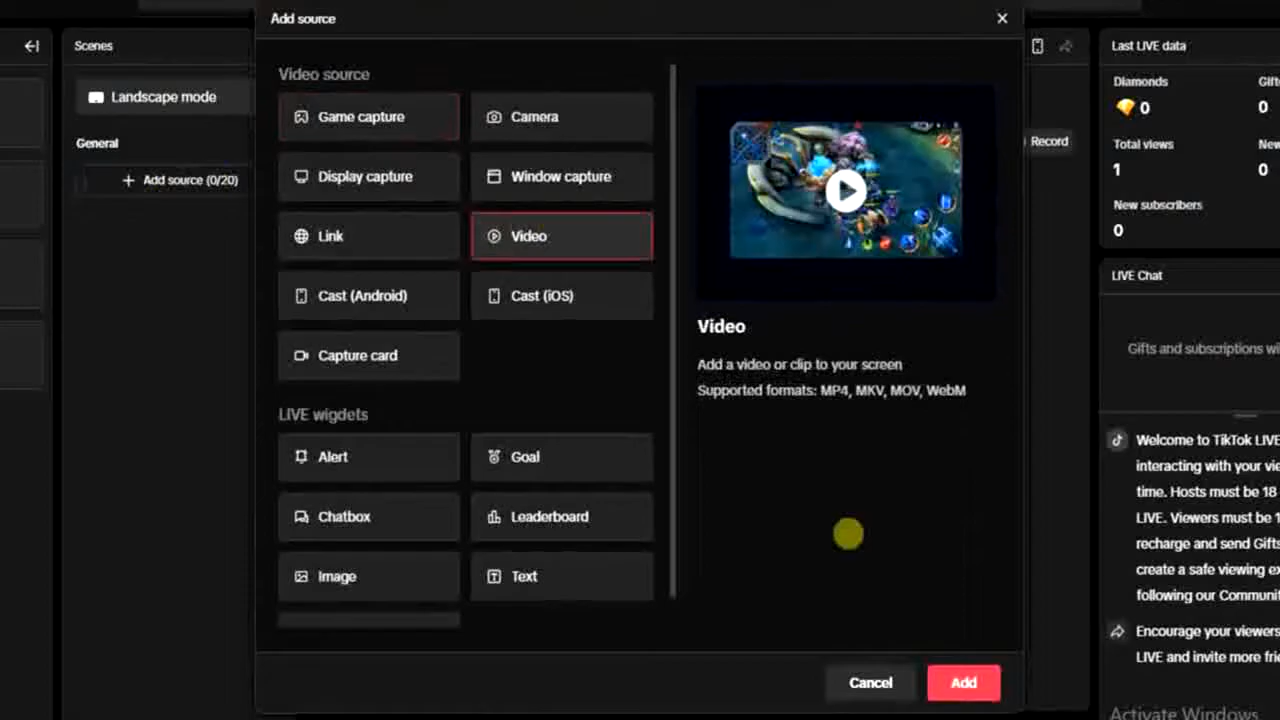 Add source
Scenes
Last LIVE data
Video source
Landscape mode
General
Add source (0/20)
Game capture
Camera
Display capture
Window capture
Link
Video
Cast (Android)
Cast (iOS)
Capture card
LIVE wigdets
Alert
Goal
Chatbox
Leaderboard
Image
Text
Video
Add a video or clip to your screen
Supported formats: MP4, MKV, MOV, WebM
Cancel
Add
Record
Diamonds
0
0
Total views
1
0
New subscribers
0
LIVE Chat
Gifts and subscriptions
Welcome to TikTok LIVE
interacting with your
time. Hosts must be 18
LIVE. Viewers must be
recharge and send Gifts
create a safe viewing
following our
Encourage your viewers
LIVE and invite more
Activate Windows